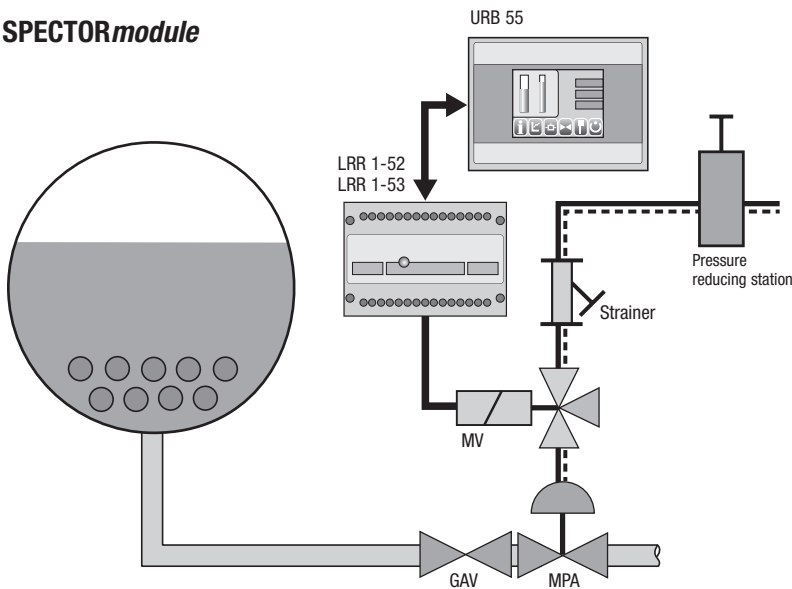 SPECTORmodule
URB 55
LRR 1-52
LRR 1-53
Pressure
reducing station
Strainer
MV
GAV
MPA